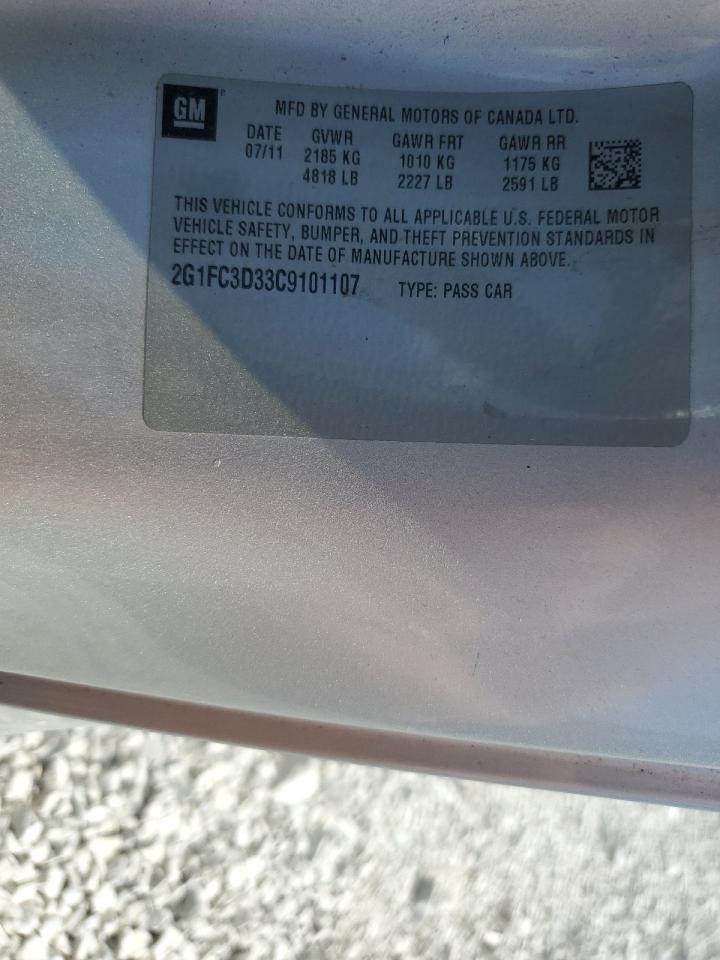 GM®
MFD BY GENERAL MOTORS OF CANADA LTD.
DATE GVWR GAWR FRT GAWR RR
07/11 2185 KG 1010 KG 1175 KG
4818 LB 2227 LB 2591 LB
THIS VEHICLE CONFORMS TO ALL APPLICABLE U.S. FEDERAL MOTOR
VEHICLE SAFETY, BUMPER, AND THEFT PREVENTION STANDARDS IN
EFFECT ON THE DATE OF MANUFACTURE SHOWN ABOVE.
2G1FC3D33C9101107 TYPE: PASS CAR